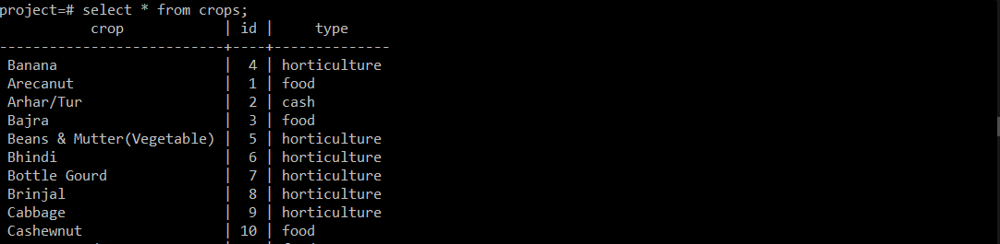 project=# select * from crops;
           crop            | id |     type
---------------------------+----+--------------
 Banana                    |  4 | horticulture
 Arecanut                  |  1 | food
 Arhar/Tur                 |  2 | cash
 Bajra                     |  3 | food
 Beans & Mutter(Vegetable) |  5 | horticulture
 Bhindi                    |  6 | horticulture
 Bottle Gourd              |  7 | horticulture
 Brinjal                   |  8 | horticulture
 Cabbage                   |  9 | horticulture
 Cashewnut                 | 10 | food